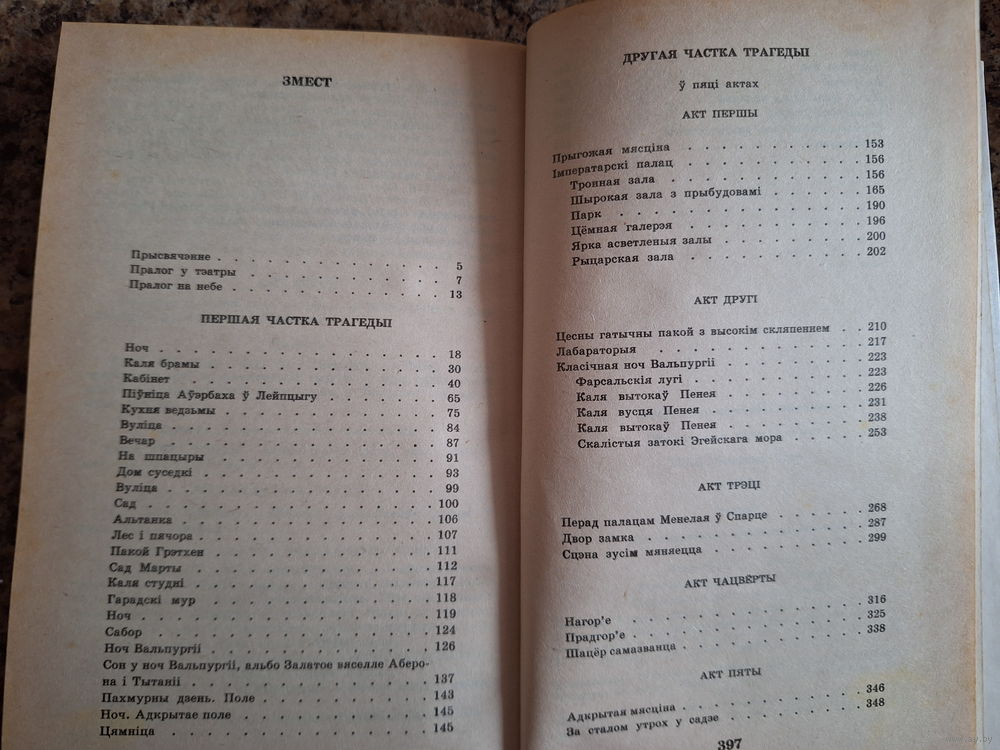 ЗМЕСТ
Прысвячэнне . . . . . . . . . . . . . . 5
Пралог у тэатры . . . . . . . . . . . . 7
Пралог на небе . . . . . . . . . . . . 13
ПЕРШАЯ ЧАСТКА ТРАГЕДЫІ
Ноч . . . . . . . . . . . . . . . . 18
Каля брамы . . . . . . . . . . . . . 30
Кабінет . . . . . . . . . . . . . . 40
Піўніца Аўэрбаха ў Лейпцыгу . . . . . . . 65
Кухня ведзьмы . . . . . . . . . . . . 75
Вуліца . . . . . . . . . . . . . . . 84
Вечар . . . . . . . . . . . . . . . 87
На шпацыры . . . . . . . . . . . . . 91
Дом суседкі . . . . . . . . . . . . . 93
Вуліца . . . . . . . . . . . . . . . 99
Сад . . . . . . . . . . . . . . . . 100
Альтанка . . . . . . . . . . . . . . 106
Лес і пячора . . . . . . . . . . . . . 107
Пакой Грэтхен . . . . . . . . . . . . 111
Сад Марты . . . . . . . . . . . . . 112
Каля студні . . . . . . . . . . . . . 117
Гарадскі мур . . . . . . . . . . . . . 118
Ноч . . . . . . . . . . . . . . . . 119
Сабор . . . . . . . . . . . . . . . 124
Ноч Вальпургіі . . . . . . . . . . . . 126
Сон у ноч Вальпургіі, альбо Залатое вяселле Аберо-
на і Тытаніі . . . . . . . . . . . . . 137
Пахмурны дзень. Поле . . . . . . . . . . 143
Ноч. Адкрытае поле . . . . . . . . . . . 145
Цямніца . . . . . . . . . . . . . . 145
ДРУГАЯ ЧАСТКА ТРАГЕДЫІ
ў пяці актах
АКТ ПЕРШЫ
Прыгожая мясціна . . . . . . . . . . 153
Імператарскі палац . . . . . . . . . . 156
Тронная зала . . . . . . . . . . . 156
Шырокая зала з прыбудовамі . . . . . . 165
Парк . . . . . . . . . . . . . . 190
Цёмная галерэя . . . . . . . . . . 196
Ярка асветленыя залы . . . . . . . . 200
Рыцарская зала . . . . . . . . . . 202
АКТ ДРУГІ
Цесны гатычны пакой з высокім скляпеннем . . 210
Лабараторыя . . . . . . . . . . . . 217
Класічная ноч Вальпургіі . . . . . . . . 223
Фарсальскія лугі . . . . . . . . . . 223
Каля вытокаў Пенея . . . . . . . . . 226
Каля вусця Пенея . . . . . . . . . . 231
Каля вытокаў Пенея . . . . . . . . . 238
Скалістыя затокі Эгейскага мора . . . . . 253
АКТ ТРЭЦІ
Перад палацам Менелая ў Спарце . . . . . . 268
Двор замка . . . . . . . . . . . . . 287
Сцэна зусім мяняецца . . . . . . . . . 299
АКТ ЧАЦВЁРТЫ
Нагор'е . . . . . . . . . . . . . . 316
Прадгор'е . . . . . . . . . . . . . 325
Шацёр самазванца . . . . . . . . . . 338
АКТ ПЯТЫ
Адкрытая мясціна . . . . . . . . . . 346
За сталом утрох у садзе . . . . . . . . 348
397